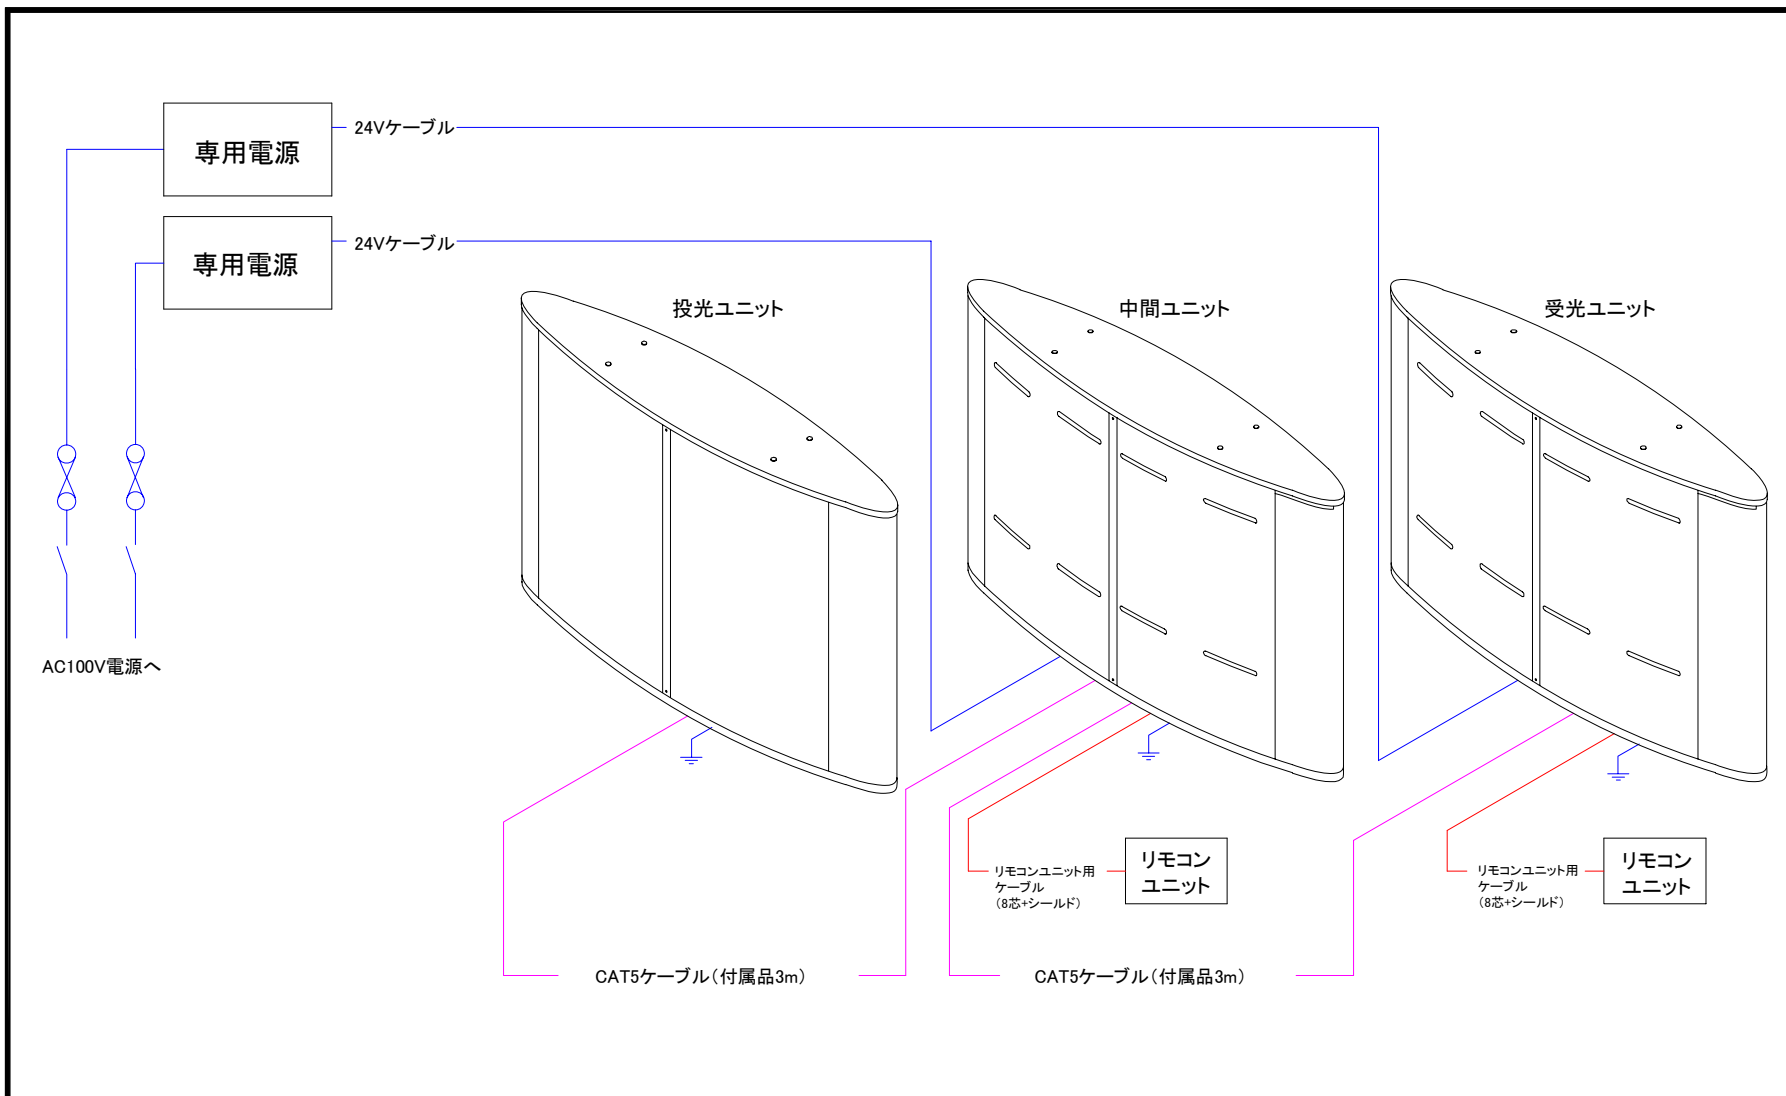 専用電源
24Vケーブル
専用電源
24Vケーブル
投光ユニット
中間ユニット
受光ユニット
AC100V電源へ
リモコンユニット用
ケーブル
(8芯+シールド)
リモコン
ユニット
リモコンユニット用
ケーブル
(8芯+シールド)
リモコン
ユニット
CAT5ケーブル(付属品3m)
CAT5ケーブル(付属品3m)